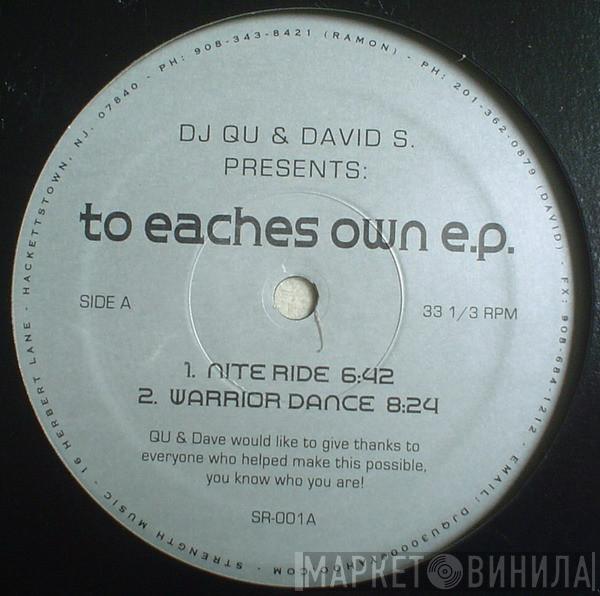 16 HERBERT LANE - HACKETTSTOWN, NJ. 07840 - PH: 908-343-8421 (RAMON) - PH: 201-362-0879 (DAVID) - FX: 908-684-1212 - EMAIL: DJQU3000@YAHOO.COM - STRENGTH MUSIC -
DJ QU & DAVID S.
PRESENTS:
to eaches own e.p.
SIDE A
33 1/3 RPM
1. NITE RIDE 6:42
2. WARRIOR DANCE 8:24
QU & Dave would like to give thanks to
everyone who helped make this possible,
you know who you are!
SR-001A
МАРКЕТ ВИНИЛА